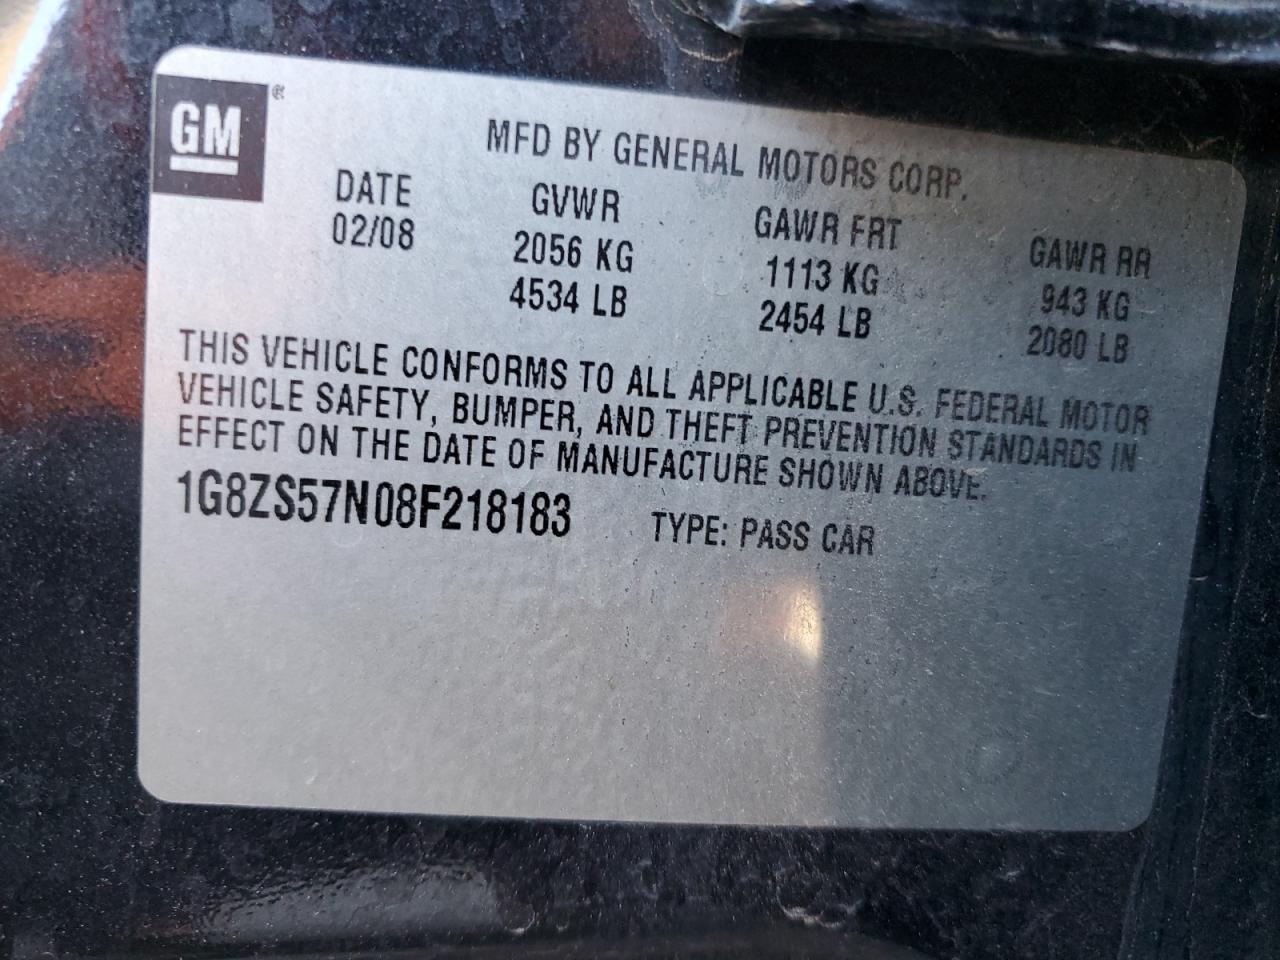 GM ®
MFD BY GENERAL MOTORS CORP.
DATE GVWR GAWR FRT GAWR RR
02/08 2056 KG 1113 KG 943 KG
4534 LB 2454 LB 2080 LB
THIS VEHICLE CONFORMS TO ALL APPLICABLE U.S. FEDERAL MOTOR
VEHICLE SAFETY, BUMPER, AND THEFT PREVENTION STANDARDS IN
EFFECT ON THE DATE OF MANUFACTURE SHOWN ABOVE.
1G8ZS57N08F218183 TYPE: PASS CAR